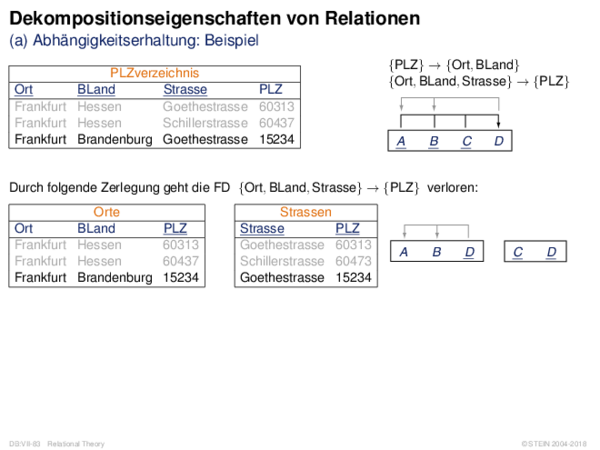 Dekompositionseigenschaften von Relationen
(a) Abhängigkeitserhaltung: Beispiel
PLZverzeichnis
Ort BLand Strasse PLZ
Frankfurt Hessen Goethestrasse 60313
Frankfurt Hessen Schillerstrasse 60437
Frankfurt Brandenburg Goethestrasse 15234
{PLZ} → {Ort, BLand}
{Ort, BLand, Strasse} → {PLZ}
A B C D
Durch folgende Zerlegung geht die FD {Ort, BLand, Strasse} → {PLZ} verloren:
Orte
Ort BLand PLZ
Frankfurt Hessen 60313
Frankfurt Hessen 60437
Frankfurt Brandenburg 15234
Strassen
Strasse PLZ
Goethestrasse 60313
Schillerstrasse 60473
Goethestrasse 15234
A B D
C D
DB:VII-83 Relational Theory
© STEIN 2004-2018